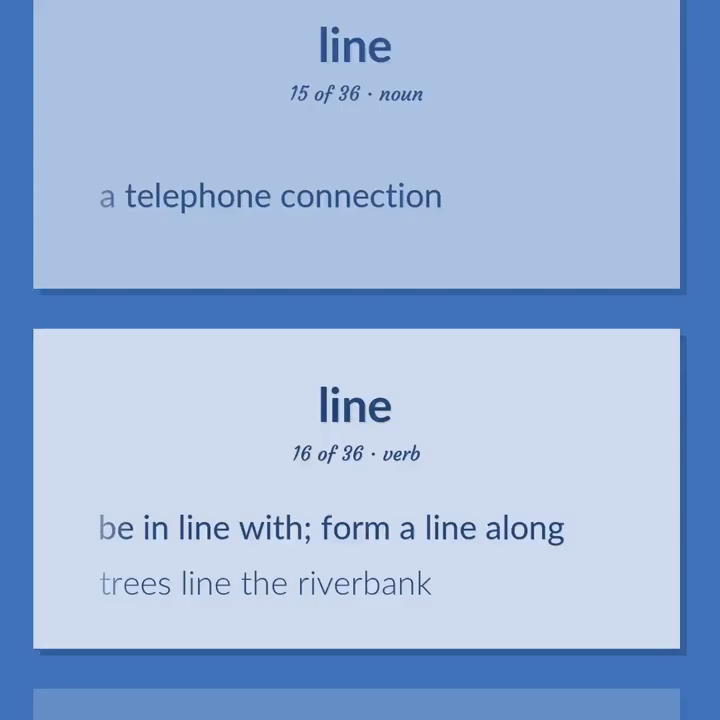 line
15 of 36 · noun
a telephone connection
line
16 of 36 · verb
be in line with; form a line along
trees line the riverbank